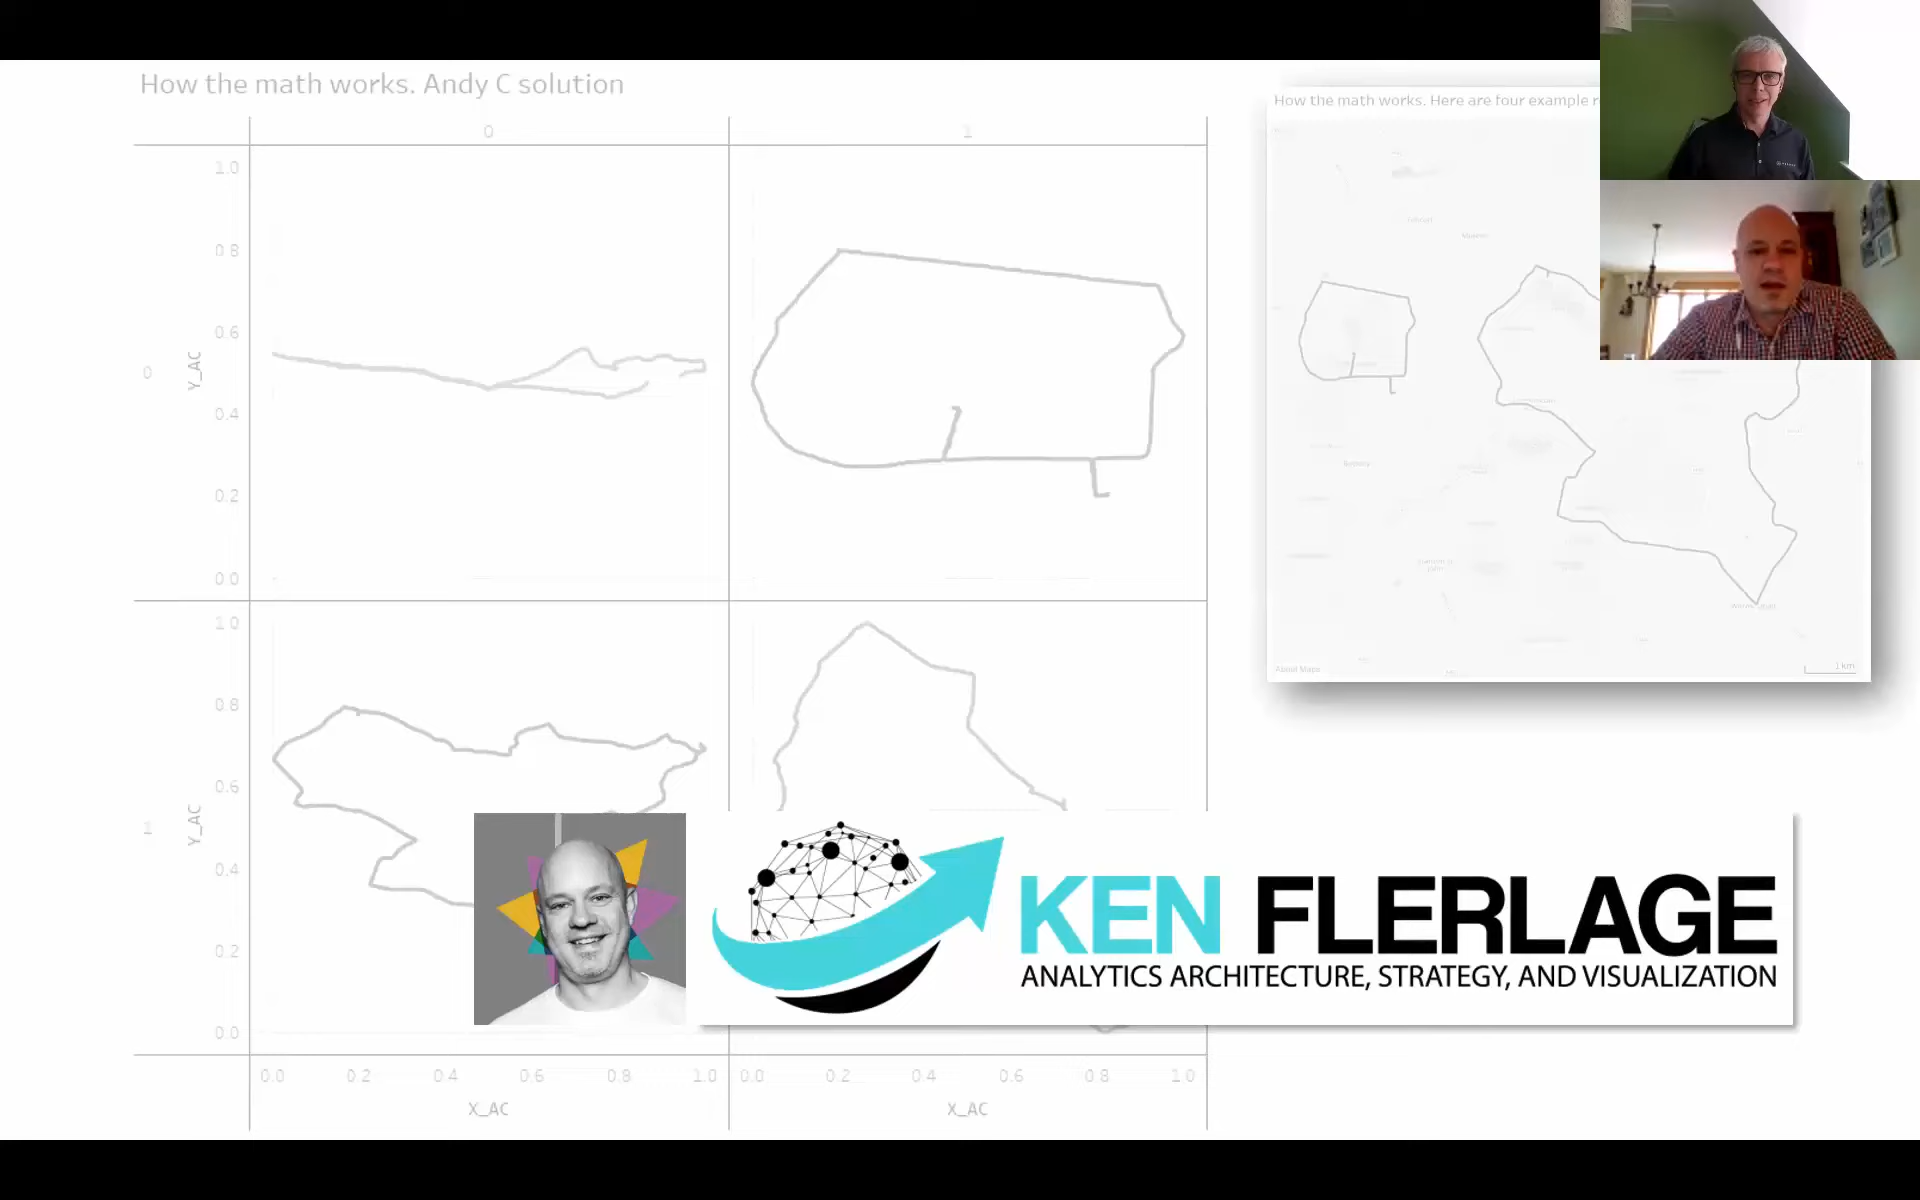 How the math works. Andy C solution
0
1
1.0
0.8
0.6
0.4
0.2
0.0
0
Y_AC
1.0
0.8
0.6
0.4
0.2
0.0
1
Y_AC
0.0 0.2 0.4 0.6 0.8 1.0
0.0 0.2 0.4 0.6 0.8 1.0
X_AC
X_AC
How the math works. Here are four example r
1 km
KEN FLERLAGE
ANALYTICS ARCHITECTURE, STRATEGY, AND VISUALIZATION